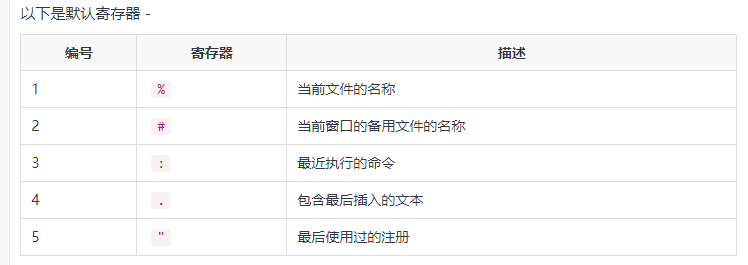 以下是默认寄存器 -
编号 寄存器 描述
1 % 当前文件的名称
2 # 当前窗口的备用文件的名称
3 : 最近执行的命令
4 . 包含最后插入的文本
5 " 最后使用过的注册